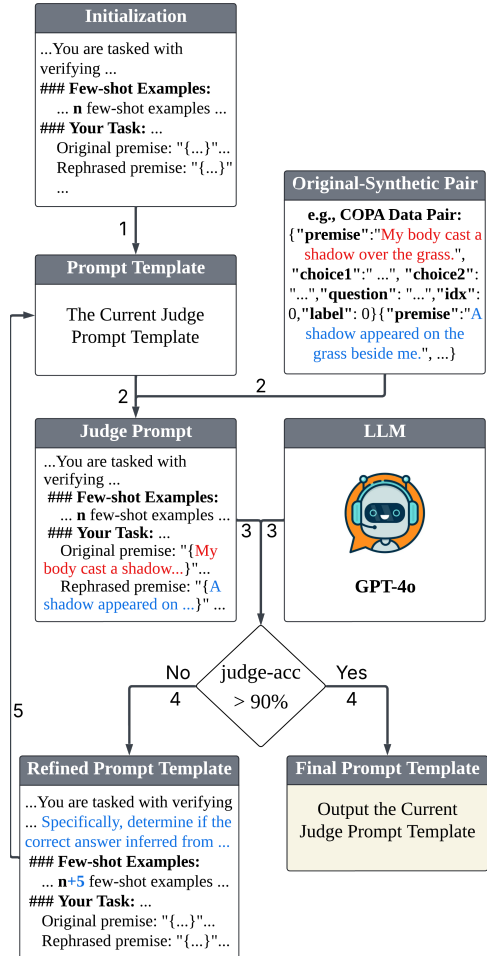 Initialization
...You are tasked with
verifying ...
### Few-shot Examples:
... n few-shot examples ...
### Your Task: ...
Original premise: "{...}"...
Rephrased premise: "{...}"
...
1
Original-Synthetic Pair
e.g., COPA Data Pair:
{"premise":"My body cast a
shadow over the grass.",
"choice1":" ...", "choice2":
"...","question": "...","idx":
0,"label": 0}{"premise":"A
shadow appeared on the
grass beside me.", ...}
Prompt Template
The Current Judge
Prompt Template
2
2
Judge Prompt
...You are tasked with
verifying ...
### Few-shot Examples:
... n few-shot examples ...
### Your Task: ...
Original premise: "{My
body cast a shadow...}"...
Rephrased premise: "{A
shadow appeared on ...}" ...
3
3
LLM
GPT-4o
judge-acc
> 90%
No
4
Yes
4
5
Refined Prompt Template
...You are tasked with verifying
... Specifically, determine if the
correct answer inferred from ...
### Few-shot Examples:
... n+5 few-shot examples ...
### Your Task: ...
Original premise: "{...}"...
Rephrased premise: "{...}"...
Final Prompt Template
Output the Current
Judge Prompt Template